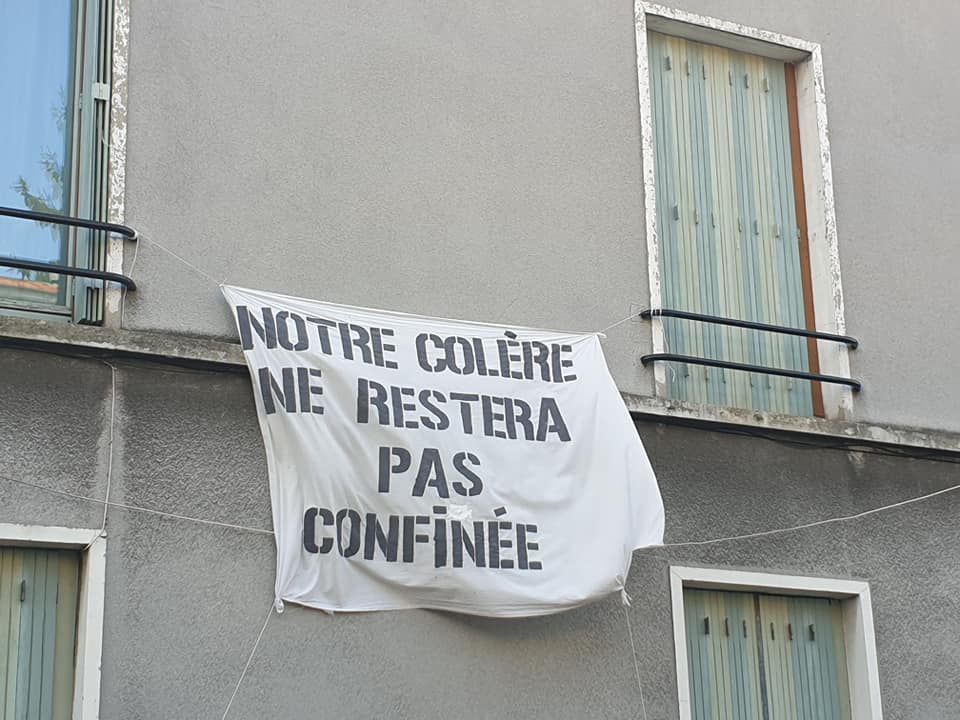 NOTRE COLÈRE
NE RESTERA
PAS
CONFINÉE